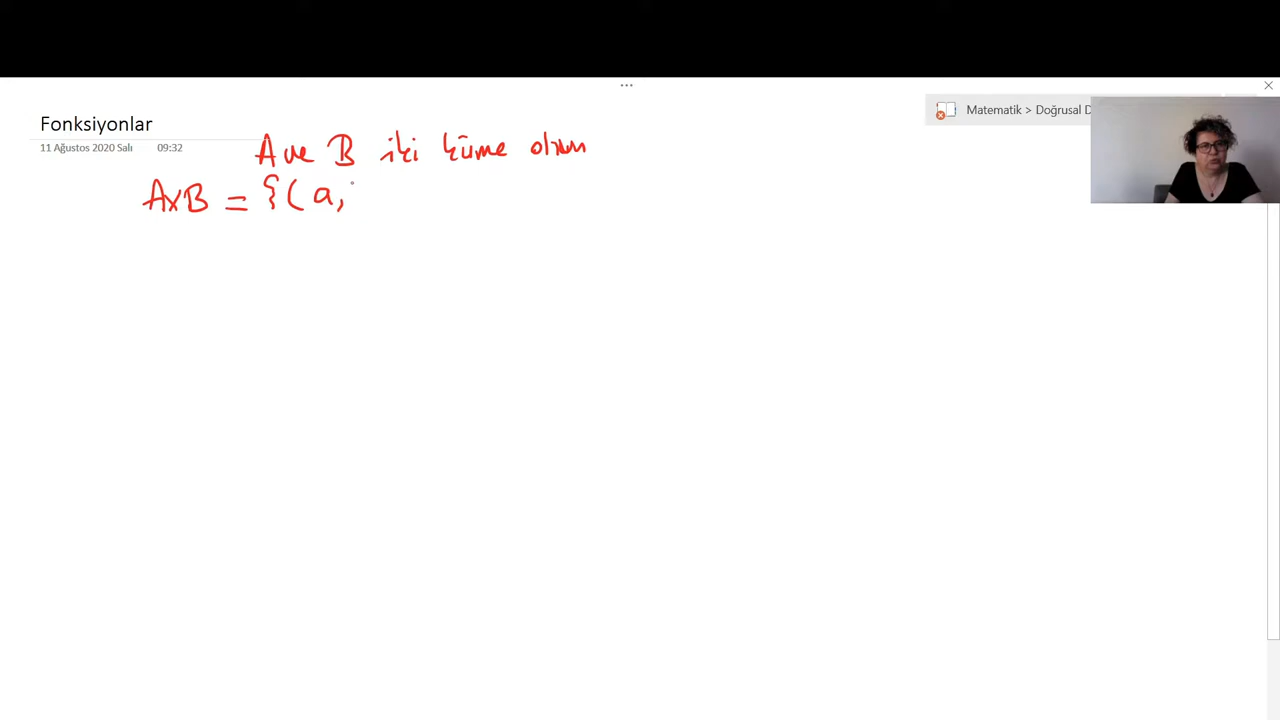 Matematik > Doğrusal D
Fonksiyonlar
11 Ağustos 2020 Salı 09:32
A ve B iki küme olsun
AxB = {( a,